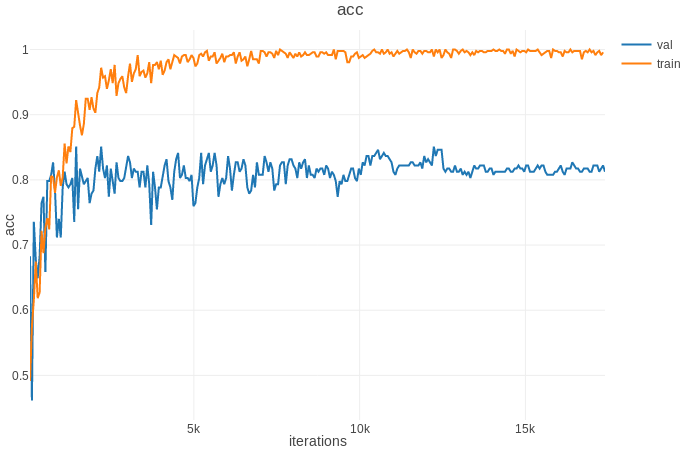 acc
val
train
1
0.9
0.8
0.7
0.6
0.5
acc
5k
10k
15k
iterations